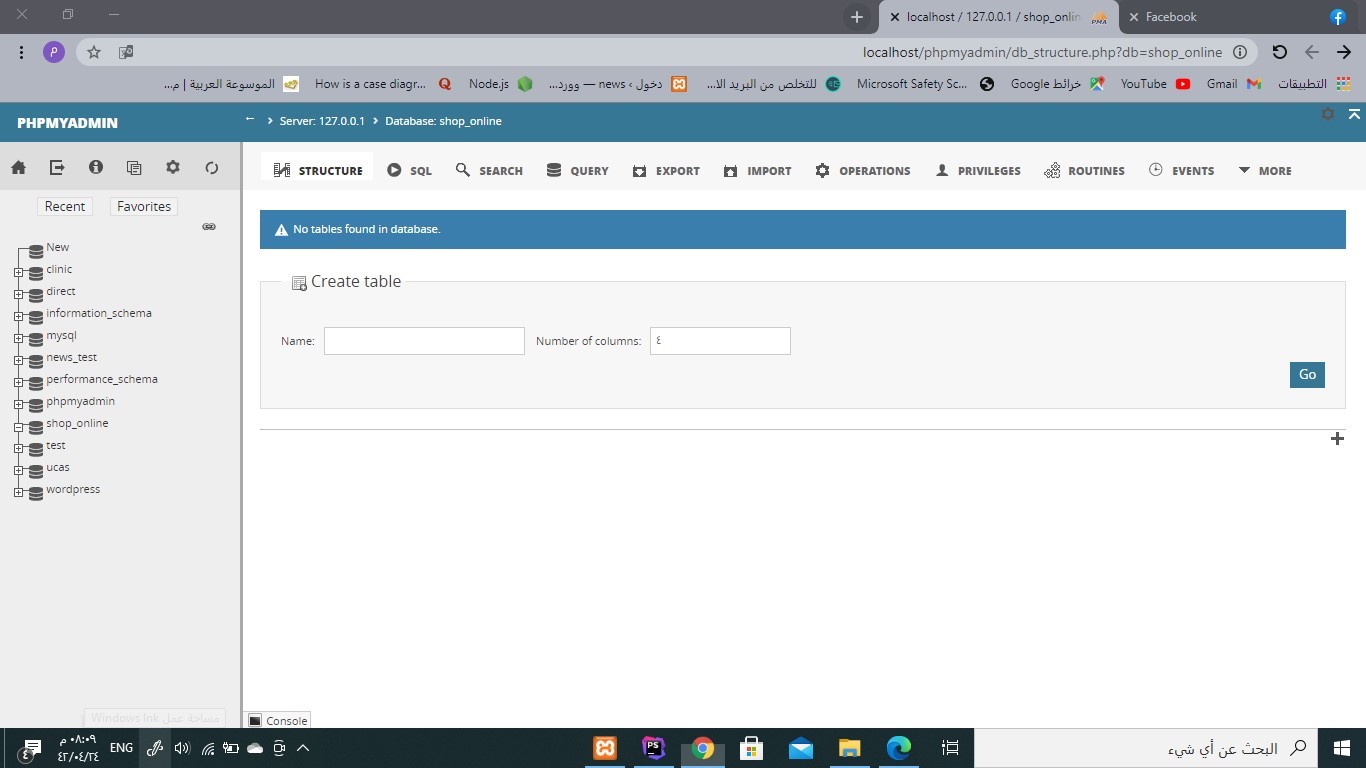 localhost / 127.0.0.1 / shop_onlin
PMA
Facebook
P
localhost/phpmyadmin/db_structure.php?db=shop_online
التطبيقات
Gmail
YouTube
خرائط Google
Microsoft Safety Sc...
للتخلص من البريد الا...
دخول ‹ news — وورد...
Node.js
How is a case diagr...
الموسوعة العربية | م...
PHPMYADMIN
← › Server: 127.0.0.1 › Database: shop_online
STRUCTURE
SQL
SEARCH
QUERY
EXPORT
IMPORT
OPERATIONS
PRIVILEGES
ROUTINES
EVENTS
MORE
Recent
Favorites
New
clinic
direct
information_schema
mysql
news_test
performance_schema
phpmyadmin
shop_online
test
ucas
wordpress
No tables found in database.
Create table
Name:
Number of columns: ٤
Go
مساحة عمل Windows Ink
Console
٠٨:٠٩ م
٤٢/٠٤/٢٤
ENG
٤
PS
البحث عن أي شيء